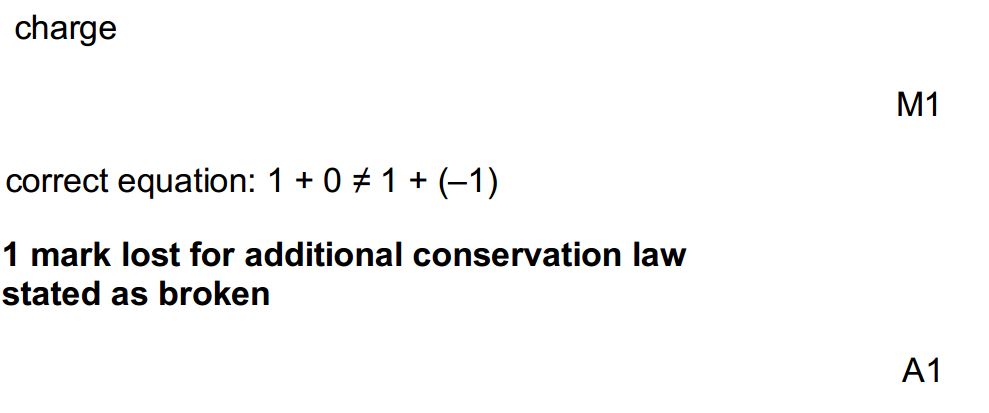 charge
M1
correct equation: 1 + 0 ≠ 1 + (–1)
1 mark lost for additional conservation law
stated as broken
A1